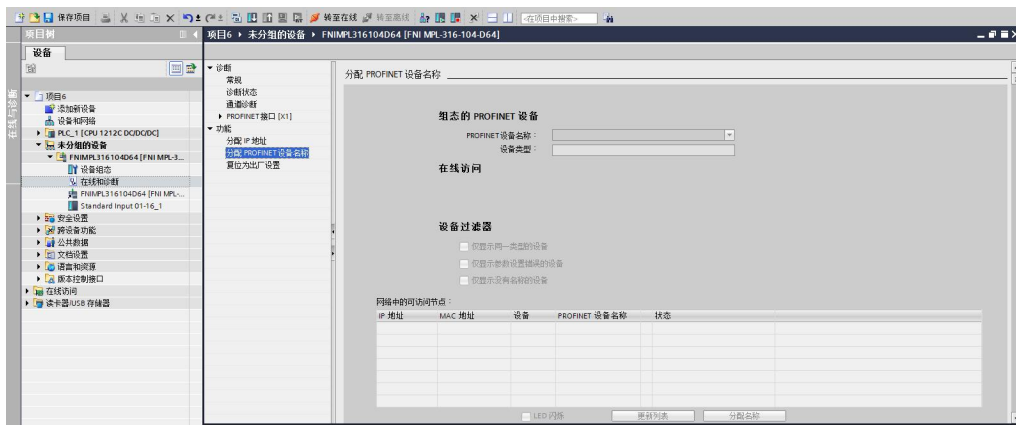 保存项目 转至在线 转至离线 <在项目中搜索>
项目树
项目6 ▸ 未分组的设备 ▸ FNIMPL316104D64 [FNI MPL-316-104-D64]
设备
在线与诊断
项目6
添加新设备
设备和网络
PLC_1 [CPU 1212C DC/DC/DC]
未分组的设备
FNIMPL316104D64 [FNI MPL-3...
设备组态
在线和诊断
FNIMPL316104D64 [FNI MPL-...
Standard Input 01-16_1
安全设置
跨设备功能
公共数据
文档设置
语言和资源
版本控制接口
在线访问
读卡器/USB 存储器
诊断
常规
诊断状态
通道诊断
PROFINET接口 [X1]
功能
分配 IP 地址
分配 PROFINET 设备名称
复位为出厂设置
分配 PROFINET 设备名称
组态的 PROFINET 设备
PROFINET设备名称：
设备类型：
在线访问
设备过滤器
仅显示同一类型的设备
仅显示参数设置错误的设备
仅显示没有名称的设备
网络中的可访问节点：
IP 地址 MAC 地址 设备 PROFINET 设备名称 状态
LED 闪烁 更新列表 分配名称